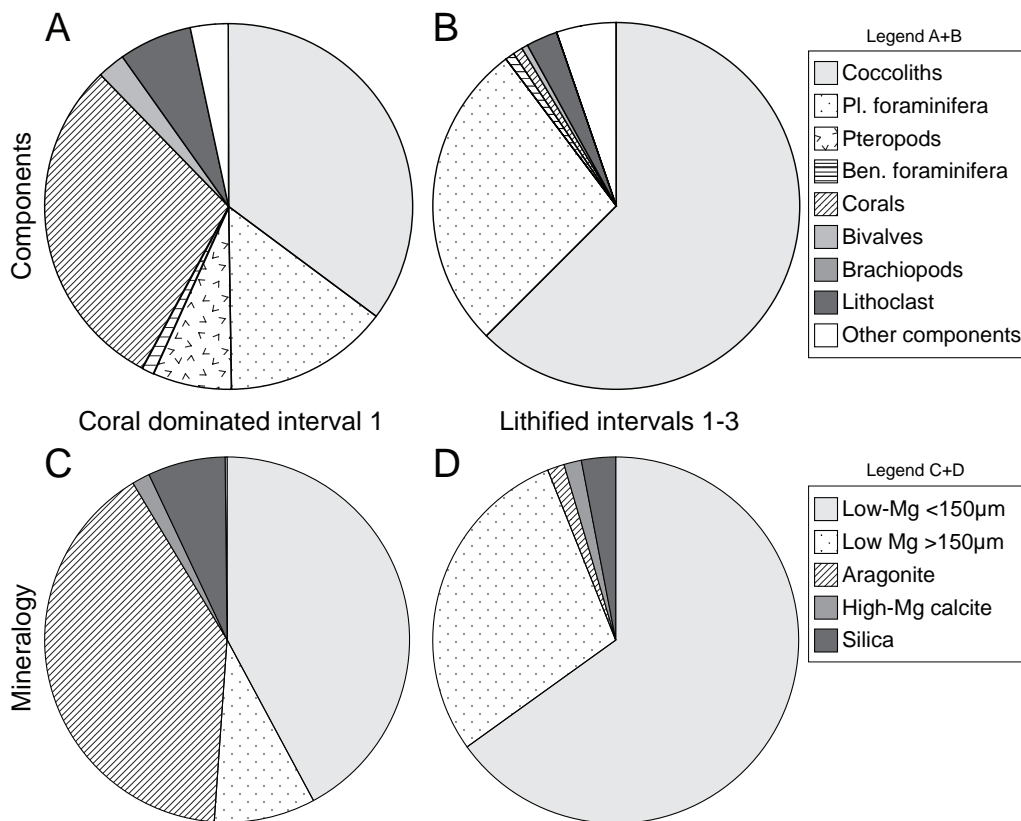 A
B
Components
Legend A+B
Coccoliths
Pl. foraminifera
Pteropods
Ben. foraminifera
Corals
Bivalves
Brachiopods
Lithoclast
Other components
Coral dominated interval 1
Lithified intervals 1-3
C
D
Mineralogy
Legend C+D
Low-Mg <150µm
Low Mg >150µm
Aragonite
High-Mg calcite
Silica